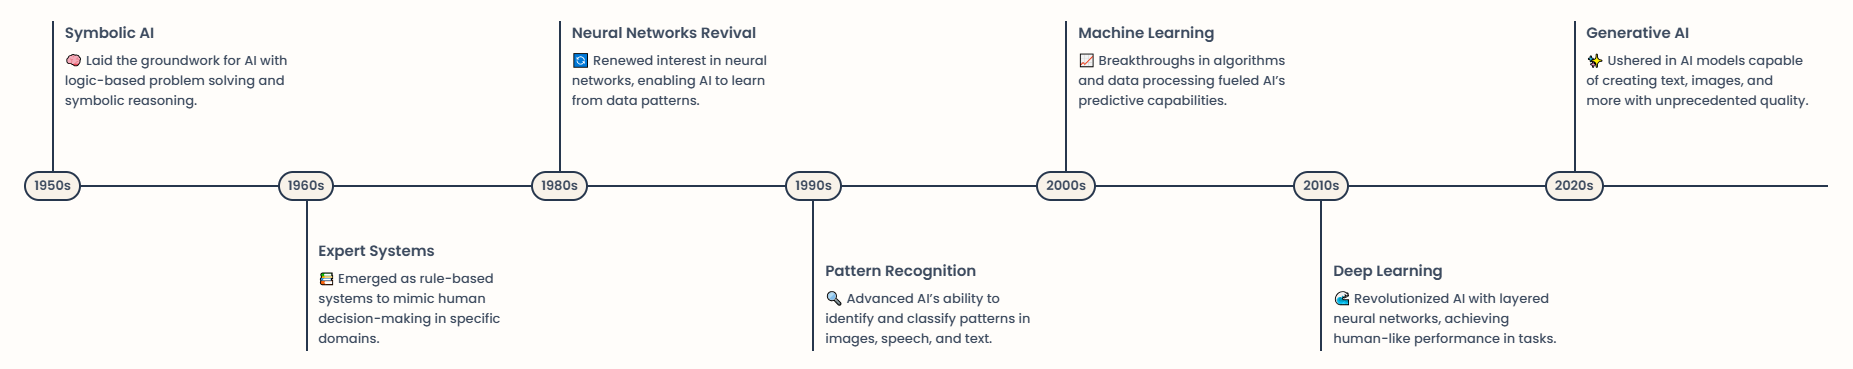 Symbolic AI
🧠 Laid the groundwork for AI with
logic-based problem solving and
symbolic reasoning.
Neural Networks Revival
🔄 Renewed interest in neural
networks, enabling AI to learn
from data patterns.
Machine Learning
📈 Breakthroughs in algorithms
and data processing fueled AI’s
predictive capabilities.
Generative AI
✨ Ushered in AI models capable
of creating text, images, and
more with unprecedented quality.
1950s
1960s
1980s
1990s
2000s
2010s
2020s
Expert Systems
📚 Emerged as rule-based
systems to mimic human
decision-making in specific
domains.
Pattern Recognition
🔍 Advanced AI’s ability to
identify and classify patterns in
images, speech, and text.
Deep Learning
🌊 Revolutionized AI with layered
neural networks, achieving
human-like performance in tasks.